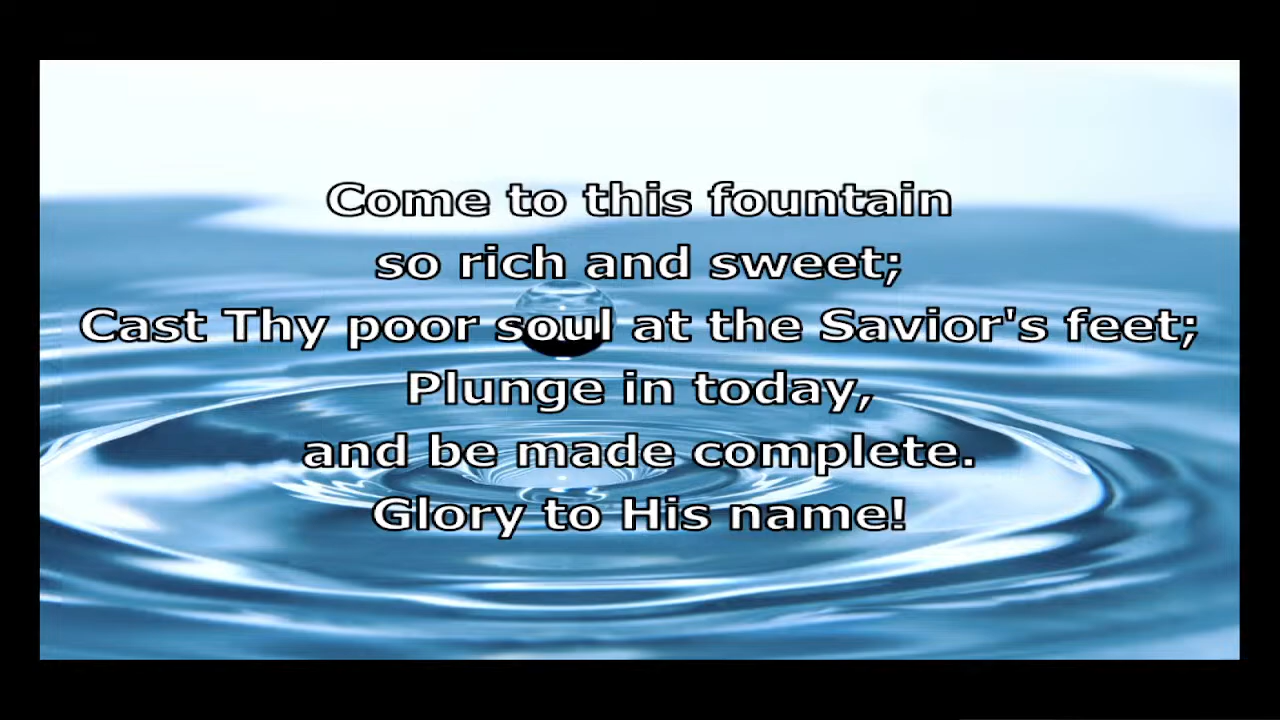 Come to this fountain
so rich and sweet;
Cast Thy poor soul at the Savior's feet;
Plunge in today,
and be made complete.
Glory to His name!